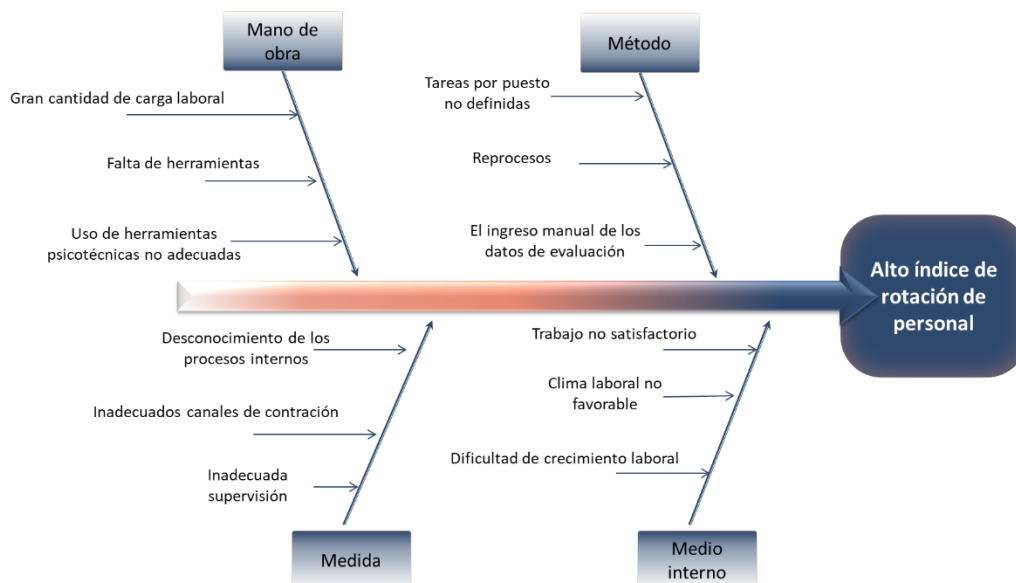 Mano de
obra
Método
Gran cantidad de carga laboral
Tareas por puesto
no definidas
Falta de herramientas
Reprocesos
Uso de herramientas
psicotécnicas no adecuadas
El ingreso manual de los
datos de evaluación
Alto índice de
rotación de
personal
Desconocimiento de los
procesos internos
Trabajo no satisfactorio
Clima laboral no
favorable
Inadecuados canales de contración
Dificultad de crecimiento laboral
Inadecuada
supervisión
Medida
Medio
interno